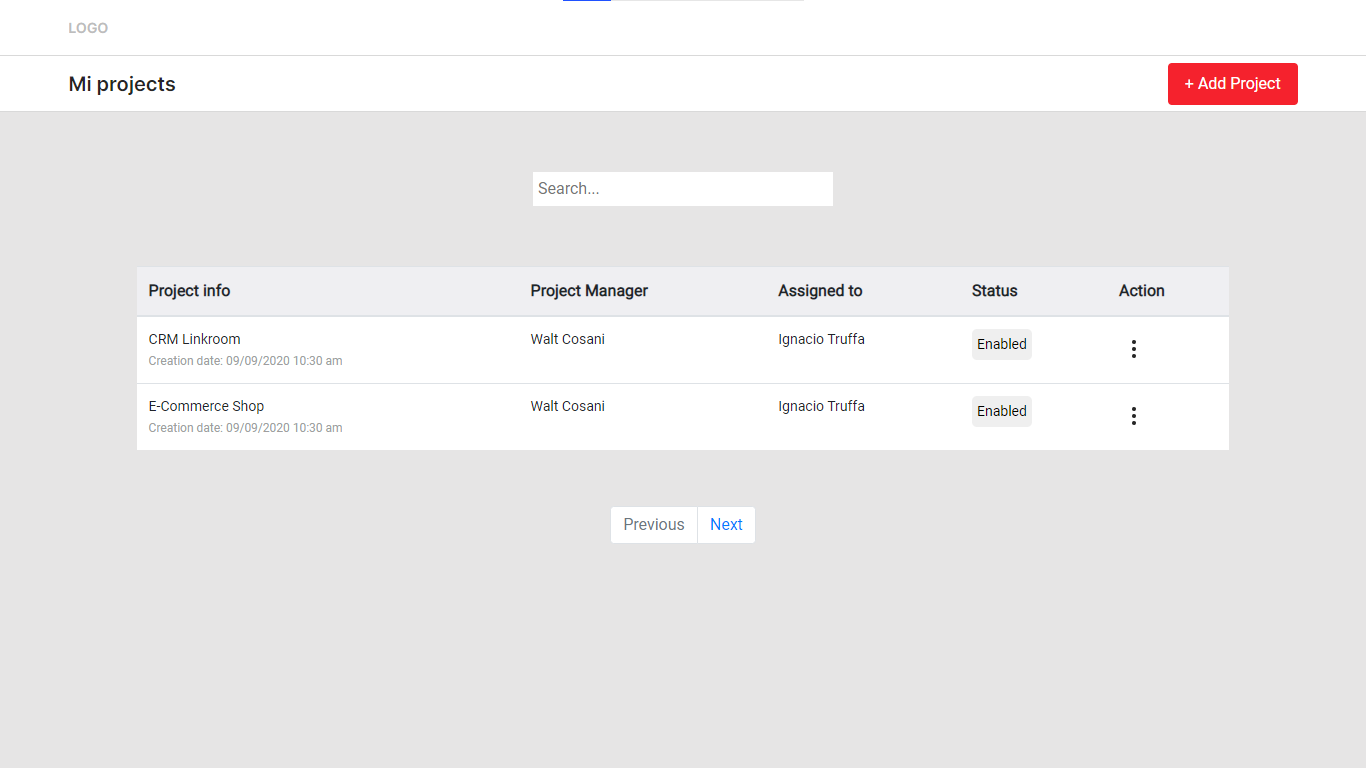 LOGO
Mi projects
+ Add Project
Search...
Project info Project Manager Assigned to Status Action
CRM Linkroom Walt Cosani Ignacio Truffa Enabled
Creation date: 09/09/2020 10:30 am
E-Commerce Shop Walt Cosani Ignacio Truffa Enabled
Creation date: 09/09/2020 10:30 am
Previous Next